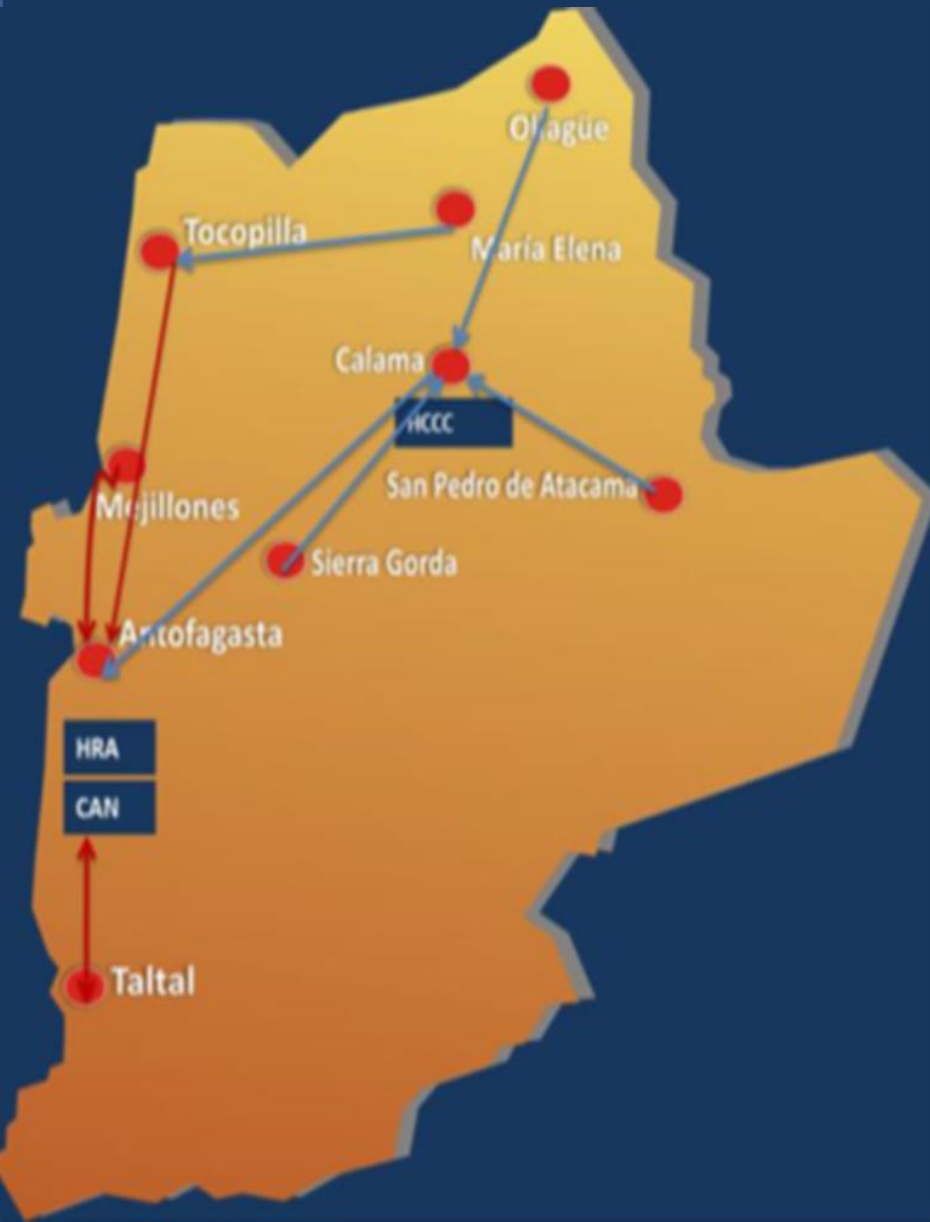 Ollagüe
Tocopilla
María Elena
Calama
HCCC
San Pedro de Atacama
Mejillones
Sierra Gorda
Antofagasta
HRA
CAN
Taltal